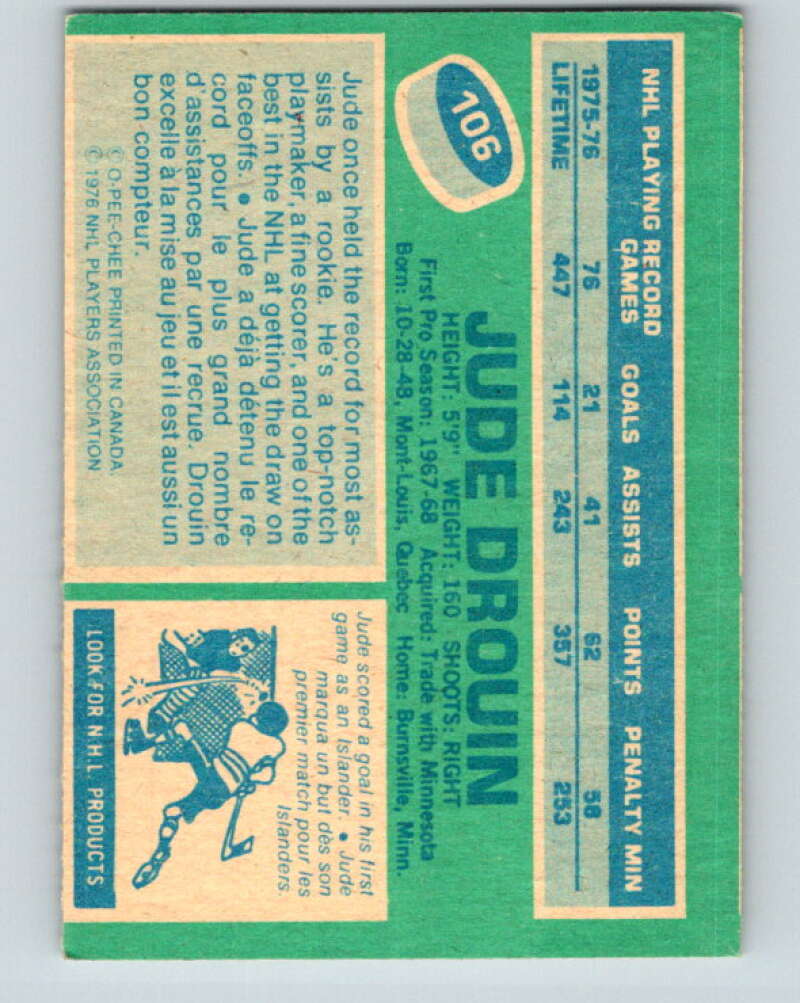 NHL PLAYING RECORD
GAMES GOALS ASSISTS POINTS PENALTY MIN
1975-76 76 21 41 62 58
LIFETIME 447 114 243 357 253
106
JUDE DROUIN
HEIGHT: 5'9" WEIGHT: 160 SHOOTS: RIGHT
First Pro Season: 1967-68 Acquired: Trade with Minnesota
Born: 10-28-48, Mont-Louis, Quebec Home: Burnsville, Minn.
Jude once held the record for most as-
sists by a rookie. He's a top-notch
playmaker, a fine scorer, and one of the
best in the NHL at getting the draw on
faceoffs. • Jude a déjà détenu le re-
cord pour le plus grand nombre
d'assistances par une recrue. Drouin
excelle à la mise au jeu et il est aussi un
bon compteur.
© O-PEE-CHEE PRINTED IN CANADA
© 1976 NHL PLAYERS ASSOCIATION
Jude scored a goal in his first
game as an Islander. • Jude
marqua un but dès son
premier match pour les
Islanders.
LOOK FOR N.H.L. PRODUCTS